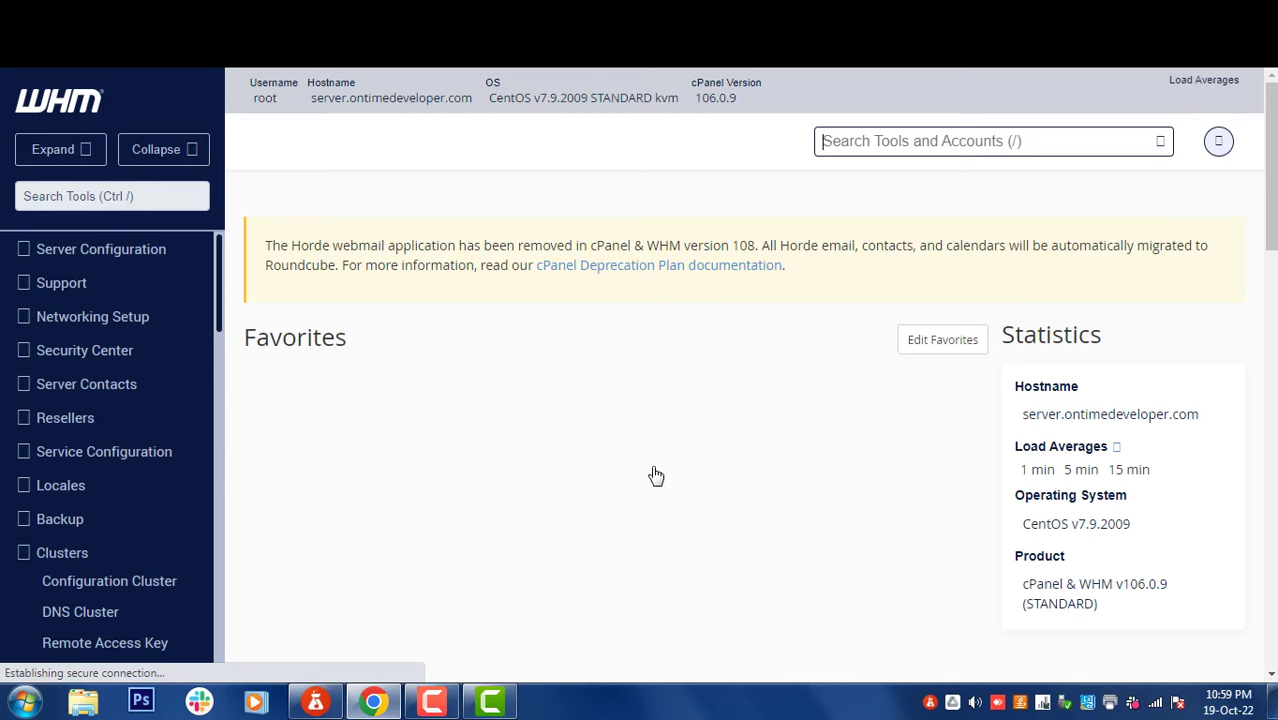 WHM
Expand
Collapse
Search Tools (Ctrl /)
Server Configuration
Support
Networking Setup
Security Center
Server Contacts
Resellers
Service Configuration
Locales
Backup
Clusters
Configuration Cluster
DNS Cluster
Remote Access Key
Username
root
Hostname
server.ontimedeveloper.com
OS
CentOS v7.9.2009 STANDARD kvm
cPanel Version
106.0.9
Load Averages
Search Tools and Accounts (/)
The Horde webmail application has been removed in cPanel & WHM version 108. All Horde email, contacts, and calendars will be automatically migrated to
Roundcube. For more information, read our cPanel Deprecation Plan documentation.
Favorites
Edit Favorites
Statistics
Hostname
server.ontimedeveloper.com
Load Averages
1 min 5 min 15 min
Operating System
CentOS v7.9.2009
Product
cPanel & WHM v106.0.9
(STANDARD)
Establishing secure connection...
Ps
10:59 PM
19-Oct-22